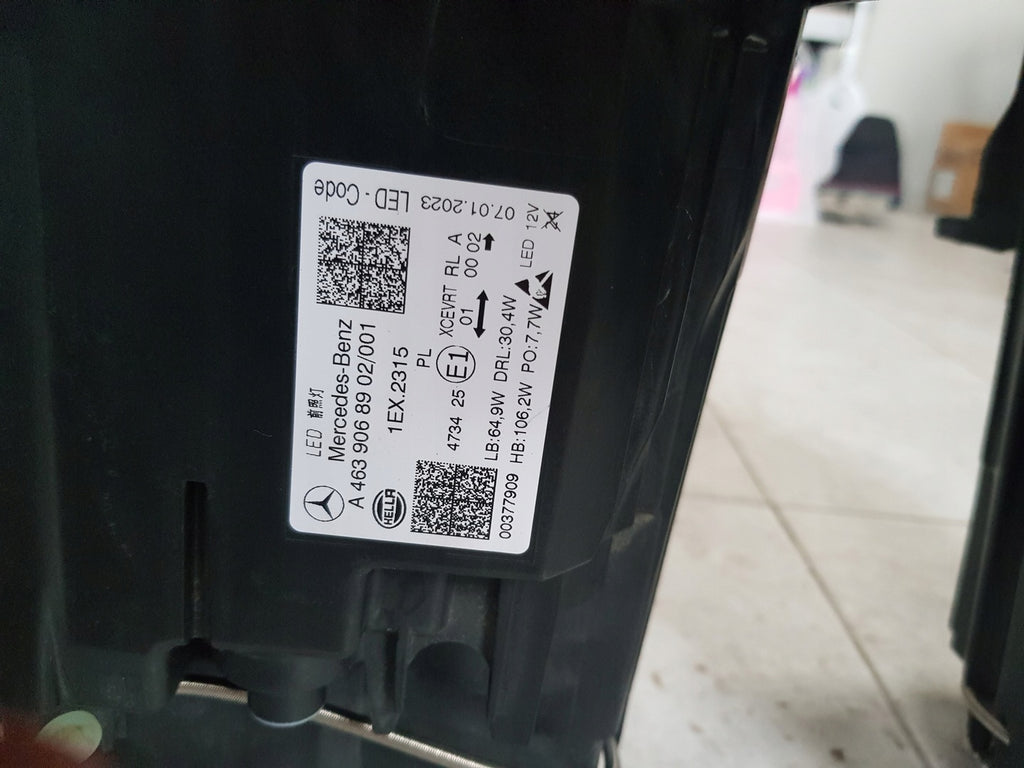 LED 前照灯
Mercedes-Benz
A 463 906 89 02/001
HELLA
1EX.2315
PL
4734 25 E1 XCEVRT RL A
01 00 02
LB:64,9W DRL:30,4W
00377909 HB:106,2W PO:7,7W
LED 12V
24
LED - Code
07.01.2023